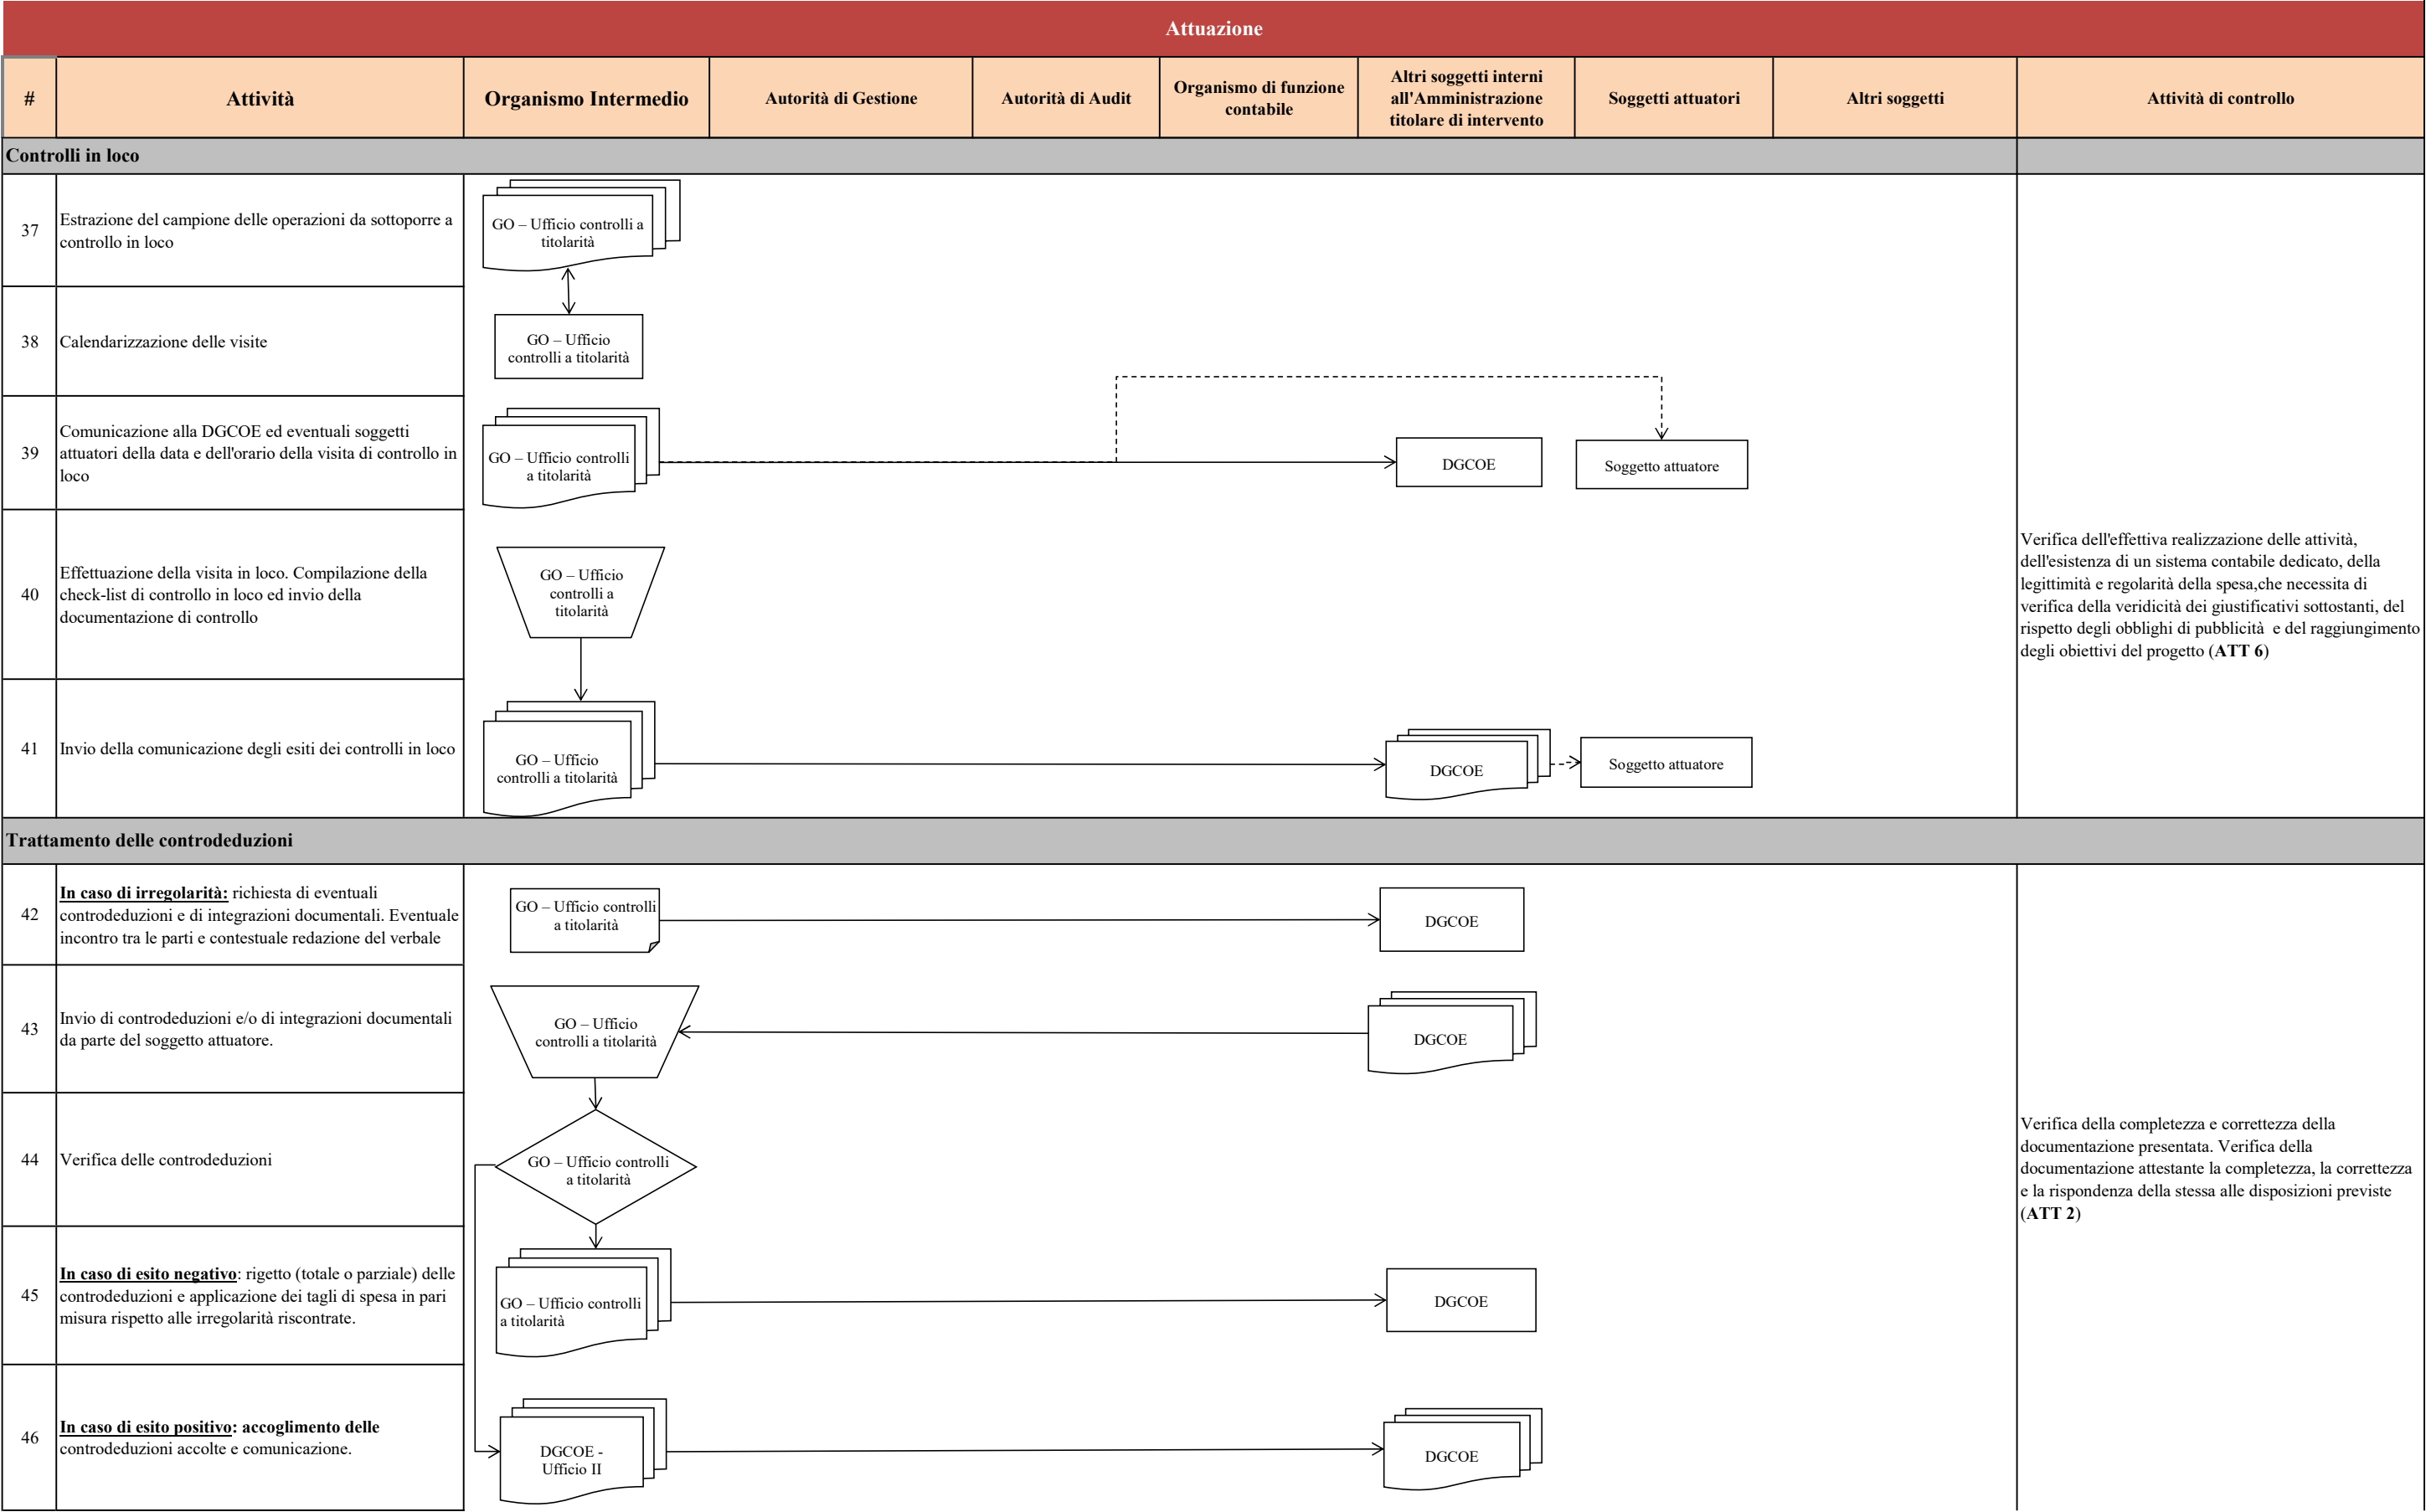 Attuazione
#
Attività
Organismo Intermedio
Autorità di Gestione
Autorità di Audit
Organismo di funzione
contabile
Altri soggetti interni
all'Amministrazione
titolare di intervento
Soggetti attuatori
Altri soggetti
Attività di controllo
Controlli in loco
37
Estrazione del campione delle operazioni da sottoporre a
controllo in loco
GO – Ufficio controlli a
titolarità
38
Calendarizzazione delle visite
GO – Ufficio
controlli a titolarità
39
Comunicazione alla DGCOE ed eventuali soggetti
attuatori della data e dell'orario della visita di controllo in
loco
GO – Ufficio controlli
a titolarità
DGCOE
Soggetto attuatore
40
Effettuazione della visita in loco. Compilazione della
check-list di controllo in loco ed invio della
documentazione di controllo
GO – Ufficio
controlli a
titolarità
Verifica dell'effettiva realizzazione delle attività,
dell'esistenza di un sistema contabile dedicato, della
legittimità e regolarità della spesa,che necessita di
verifica della veridicità dei giustificativi sottostanti, del
rispetto degli obblighi di pubblicità  e del raggiungimento
degli obiettivi del progetto (ATT 6)
41
Invio della comunicazione degli esiti dei controlli in loco
GO – Ufficio
controlli a titolarità
DGCOE
Soggetto attuatore
Trattamento delle controdeduzioni
42
In caso di irregolarità: richiesta di eventuali
controdeduzioni e di integrazioni documentali. Eventuale
incontro tra le parti e contestuale redazione del verbale
GO – Ufficio controlli
a titolarità
DGCOE
43
Invio di controdeduzioni e/o di integrazioni documentali
da parte del soggetto attuatore.
GO – Ufficio
controlli a titolarità
DGCOE
44
Verifica delle controdeduzioni
GO – Ufficio controlli
a titolarità
Verifica della completezza e correttezza della
documentazione presentata. Verifica della
documentazione attestante la completezza, la correttezza
e la rispondenza della stessa alle disposizioni previste
(ATT 2)
45
In caso di esito negativo: rigetto (totale o parziale) delle
controdeduzioni e applicazione dei tagli di spesa in pari
misura rispetto alle irregolarità riscontrate.
GO – Ufficio controlli
a titolarità
DGCOE
46
In caso di esito positivo: accoglimento delle
controdeduzioni accolte e comunicazione.
DGCOE -
Ufficio II
DGCOE